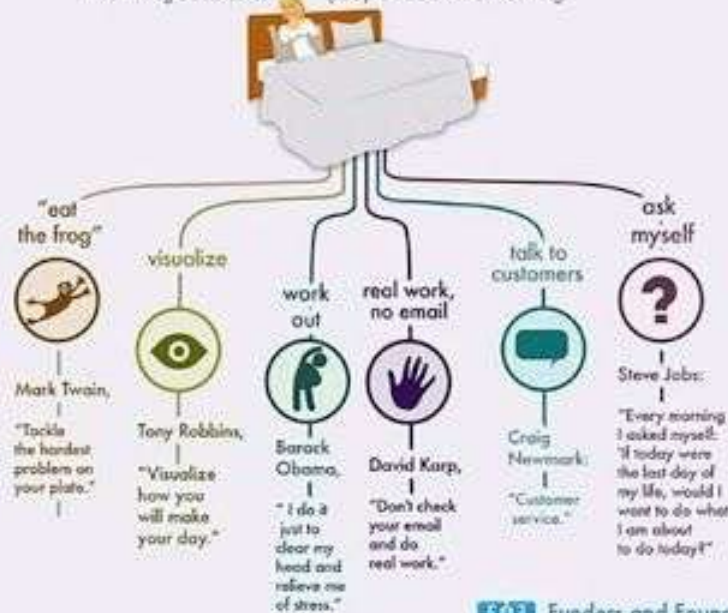 "eat
the frog"
Mark Twain,
"Tackle
the hardest
problem on
your plate."
visualize
Tony Robbins,
"Visualize
how you
will make
your day."
work
out
Barack
Obama,
"I do it
just to
clear my
head and
relieve me
of stress."
real work,
no email
David Karp,
"Don't check
your email
and do
real work."
talk to
customers
Craig
Newmark:
"Customer
service."
ask
myself
?
Steve Jobs:
"Every morning
I asked myself:
'if today were
the last day of
my life, would I
want to do what
I am about
to do today?"